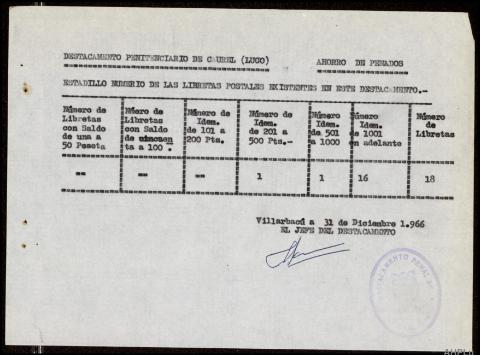 DESTACAMENTO PENITENCIARIO DE CAUREL (LUGO) AHORRO DE PENADOS
ESTADILLO NUMERIO DE LAS LIBRETAS POSTALES EXISTENTES EN ESTE DESTACAMENTO.-
Número de Libretas con Saldo de una a 50 Peseta
Número de Libretas con Saldo de cincuenta a 100.
Número de Idem. de 101 a 200 Pts.
Número de Idem. de 201 a 500 Pts.-
Número Idem. de 501 a 1000
Número Idem. de 1001 en adelante
Número de Libretas
-- -- -- 1 1 16 18
Villarbacú a 31 de Diciembre 1.966
EL JEFE DEL DESTACAMENTO
DESTACAMENTO PENAL